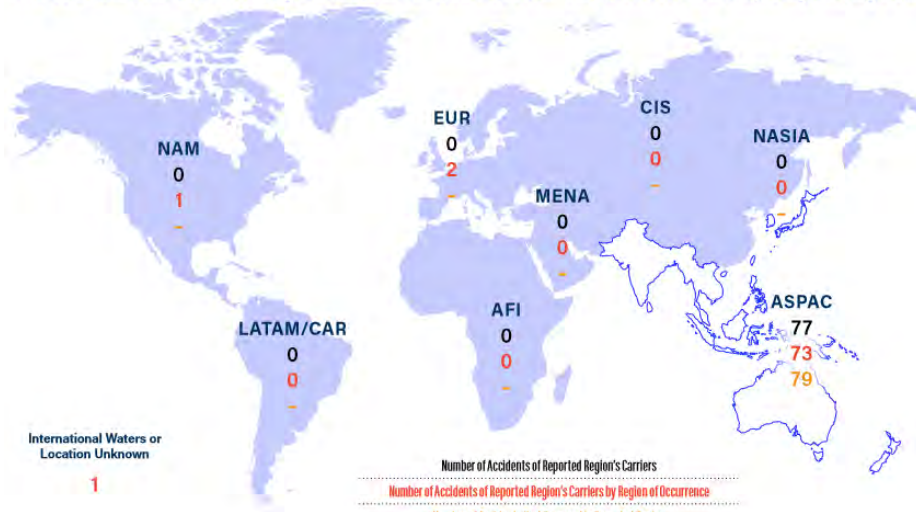 NAM
0
1
-
EUR
0
2
-
CIS
0
0
-
NASIA
0
0
-
MENA
0
0
-
LATAM/CAR
0
0
-
AFI
0
0
-
ASPAC
77
73
79
International Waters or
Location Unknown
1
Number of Accidents of Reported Region's Carriers
Number of Accidents of Reported Region's Carriers by Region of Occurrence